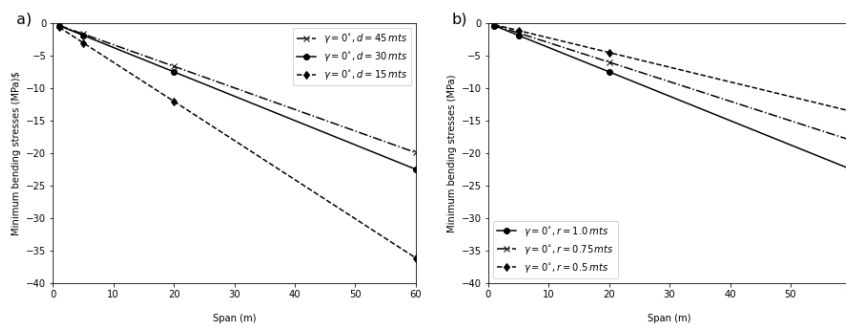 a)
Minimum bending stresses (MPa)$
0
−5
−10
−15
−20
−25
−30
−35
−40
γ = 0°, d = 45 mts
γ = 0°, d = 30 mts
γ = 0°, d = 15 mts
0 10 20 30 40 50 60
Span (m)
b)
Minimum bending stresses (MPa)
0
−5
−10
−15
−20
−25
−30
−35
−40
γ = 0°, r = 1.0 mts
γ = 0°, r = 0.75 mts
γ = 0°, r = 0.5 mts
0 10 20 30 40 50
Span (m)